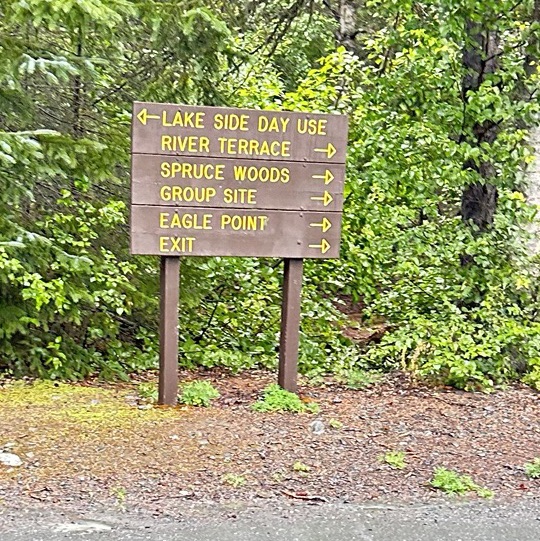 ←LAKE SIDE DAY USE
RIVER TERRACE →
SPRUCE WOODS →
GROUP SITE →
EAGLE POINT →
EXIT →